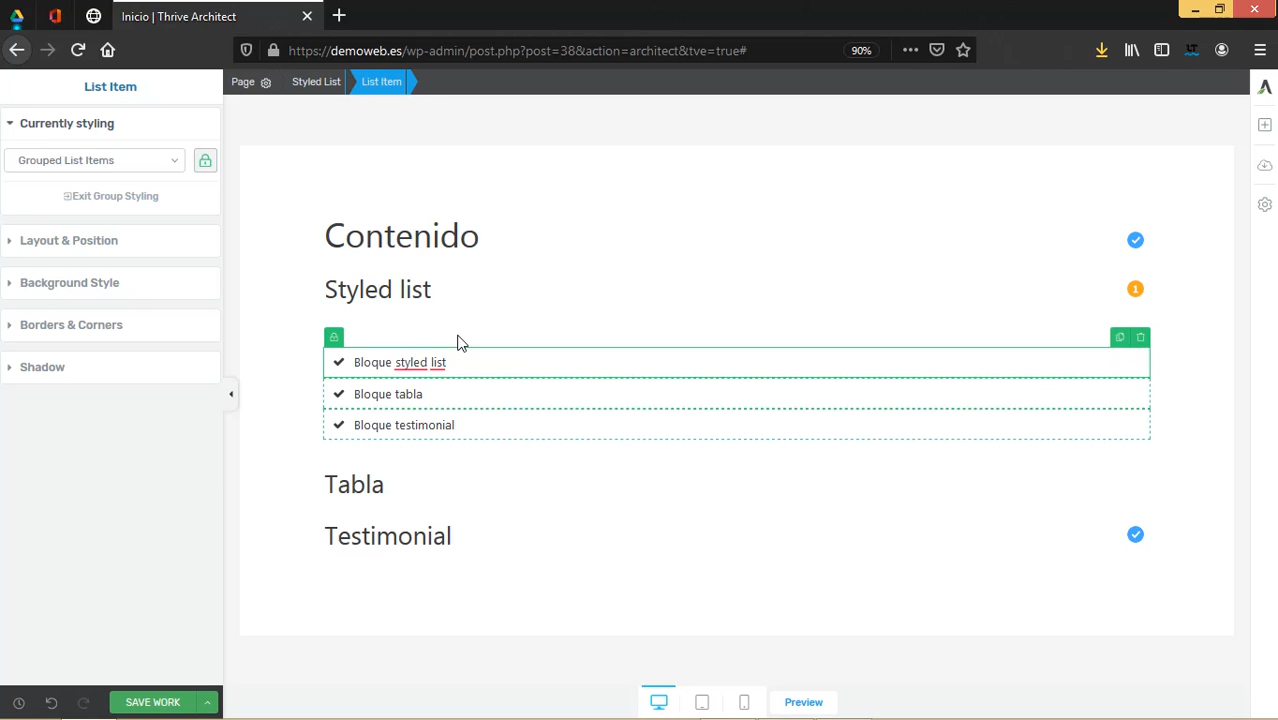 Inicio | Thrive Architect
https://demoweb.es/wp-admin/post.php?post=38&action=architect&tve=true#
90%
List Item
Page
Styled List
List Item
Currently styling
Grouped List Items
Exit Group Styling
Layout & Position
Background Style
Borders & Corners
Shadow
Contenido
Styled list
1
Bloque styled list
Bloque tabla
Bloque testimonial
Tabla
Testimonial
SAVE WORK
Preview